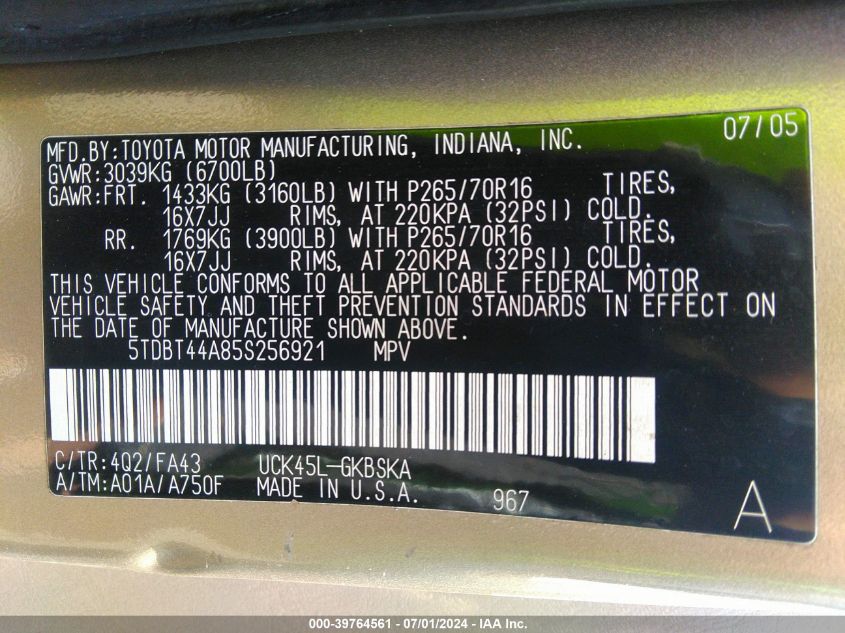 07/05
MFD.BY:TOYOTA MOTOR MANUFACTURING, INDIANA, INC.
GVWR:3039KG (6700LB)
GAWR:FRT. 1433KG (3160LB) WITH P265/70R16 TIRES,
16X7JJ RIMS, AT 220KPA (32PSI) COLD.
RR. 1769KG (3900LB) WITH P265/70R16 TIRES,
16X7JJ RIMS, AT 220KPA (32PSI) COLD.
THIS VEHICLE CONFORMS TO ALL APPLICABLE FEDERAL MOTOR
VEHICLE SAFETY AND THEFT PREVENTION STANDARDS IN EFFECT ON
THE DATE OF MANUFACTURE SHOWN ABOVE.
5TDBT44A85S256921 MPV
C/TR:4Q2/FA43 UCK45L-GKBSKA
A/TM:A01A/A750F MADE IN U.S.A. 967 A
000-39764561 - 07/01/2024 - IAA Inc.